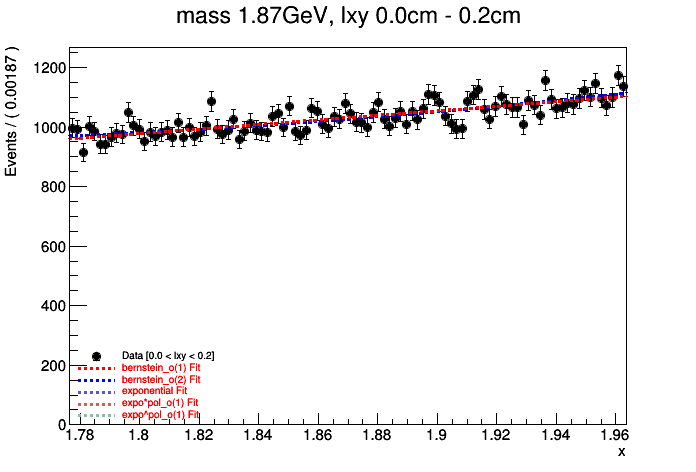 mass 1.87GeV, lxy 0.0cm - 0.2cm
Events / ( 0.00187 )
1200
1000
800
600
400
200
0
Data [0.0 < lxy < 0.2]
bernstein_o(1) Fit
bernstein_o(2) Fit
exponential Fit
expo*pol_o(1) Fit
expo^pol_o(1) Fit
1.78 1.8 1.82 1.84 1.86 1.88 1.9 1.92 1.94 1.96
x